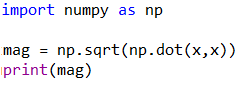 import numpy as np
mag = np.sqrt(np.dot(x,x))
print(mag)